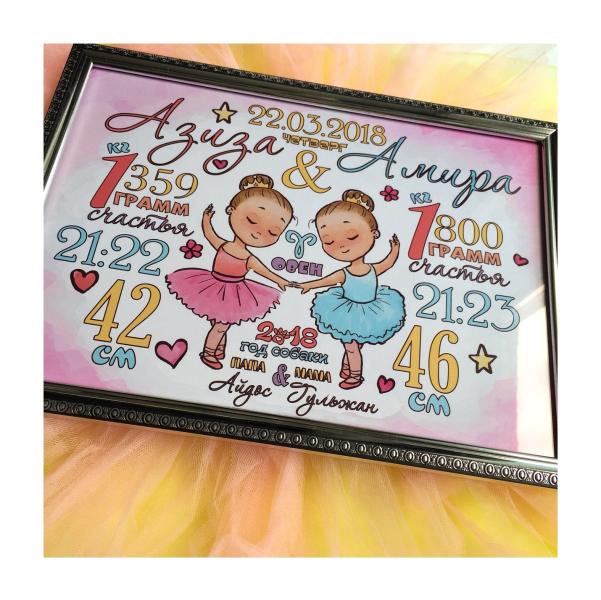 22.03.2018
четверг
Азиза & Амира
кг
1 359
грамм
счастья
21:22
42
см
Овен
кг
1 800
грамм
счастья
21:23
46
см
2018
год собаки
папа & мама
Айдос Гульжан